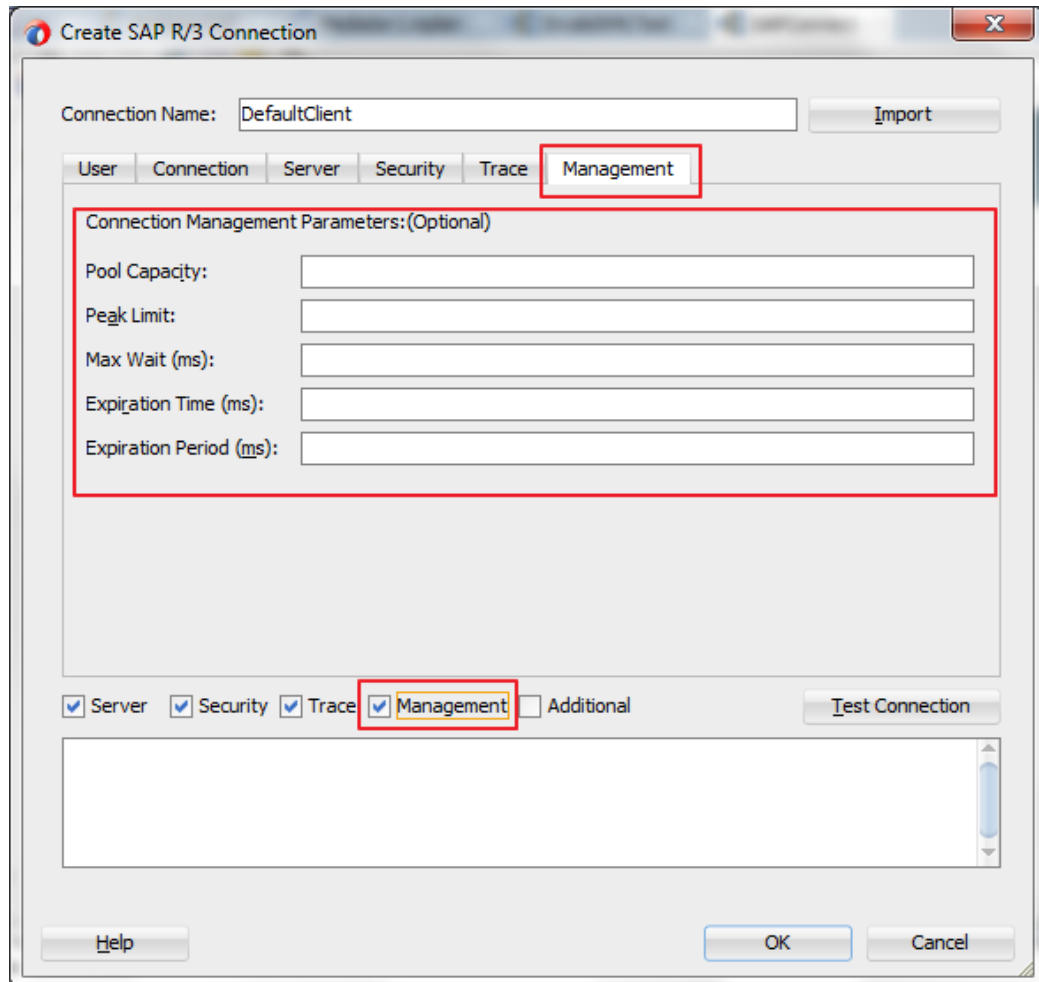 Create SAP R/3 Connection
Connection Name: DefaultClient Import
User Connection Server Security Trace Management
Connection Management Parameters:(Optional)
Pool Capacity:
Peak Limit:
Max Wait (ms):
Expiration Time (ms):
Expiration Period (ms):
Server Security Trace Management Additional Test Connection
Help OK Cancel